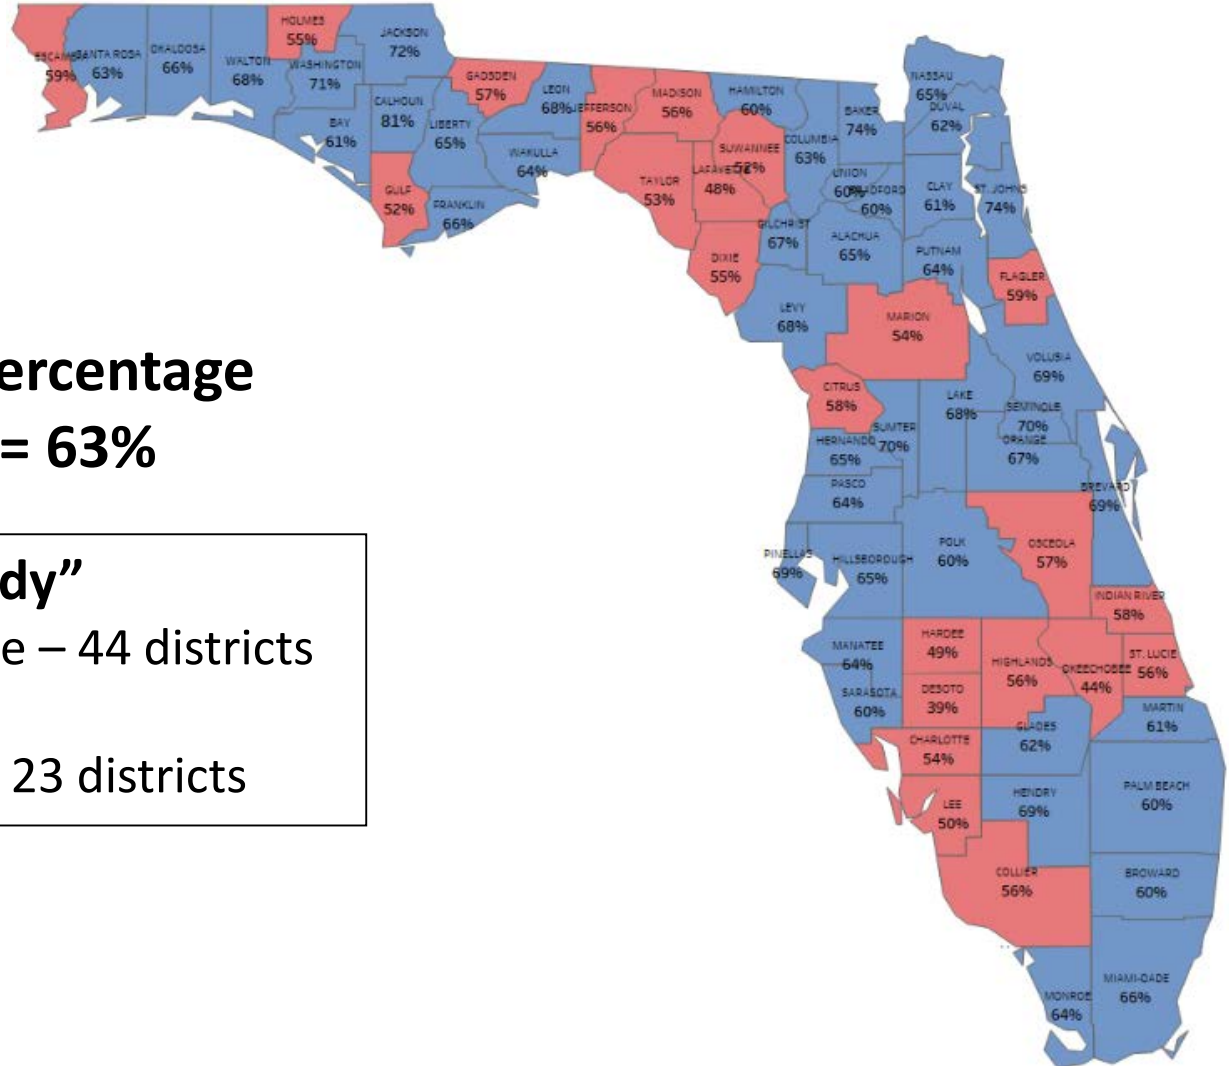 ercentage
= 63%
dy”
e – 44 districts
23 districts
ESCAMBIA
59%
SANTA ROSA
63%
OKALOOSA
66%
WALTON
68%
HOLMES
55%
WASHINGTON
71%
JACKSON
72%
BAY
61%
CALHOUN
81%
GULF
52%
LIBERTY
65%
FRANKLIN
66%
GADSDEN
57%
LEON
68%
WAKULLA
64%
JEFFERSON
56%
MADISON
56%
TAYLOR
53%
HAMILTON
60%
SUWANNEE
52%
LAFAYETTE
48%
DIXIE
55%
COLUMBIA
63%
GILCHRIST
67%
LEVY
68%
BAKER
74%
UNION
60%
BRADFORD
60%
ALACHUA
65%
NASSAU
65%
DUVAL
62%
CLAY
61%
ST. JOHNS
74%
PUTNAM
64%
FLAGLER
59%
MARION
54%
VOLUSIA
69%
CITRUS
58%
SUMTER
70%
LAKE
68%
SEMINOLE
70%
ORANGE
67%
HERNANDO
65%
PASCO
64%
BREVARD
69%
PINELLAS
69%
HILLSBOROUGH
65%
POLK
60%
OSCEOLA
57%
INDIAN RIVER
58%
MANATEE
64%
HARDEE
49%
HIGHLANDS
56%
OKEECHOBEE
44%
ST. LUCIE
56%
SARASOTA
60%
DESOTO
39%
MARTIN
61%
CHARLOTTE
54%
GLADES
62%
LEE
50%
HENDRY
69%
PALM BEACH
60%
COLLIER
56%
BROWARD
60%
MONROE
64%
MIAMI-DADE
66%